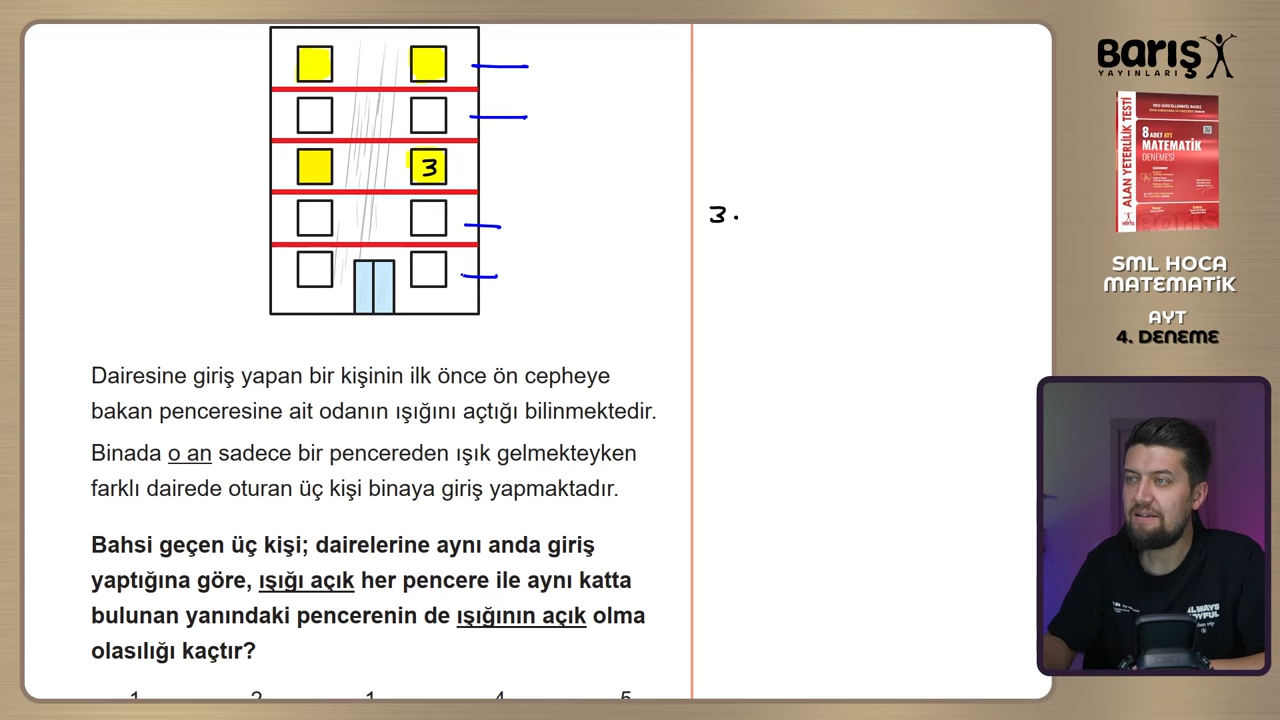 3
3.
Dairesine giriş yapan bir kişinin ilk önce ön cepheye
bakan penceresine ait odanın ışığını açtığı bilinmektedir.
Binada o an sadece bir pencereden ışık gelmekteyken
farklı dairede oturan üç kişi binaya giriş yapmaktadır.
Bahsi geçen üç kişi; dairelerine aynı anda giriş
yaptığına göre, ışığı açık her pencere ile aynı katta
bulunan yanındaki pencerenin de ışığının açık olma
olasılığı kaçtır?
BARIŞ
YAYINLARI
ALAN YETERLİLİK TESTİ
8 ADET AYT
MATEMATİK
DENEMESİ
SML HOCA
MATEMATİK
AYT
4. DENEME